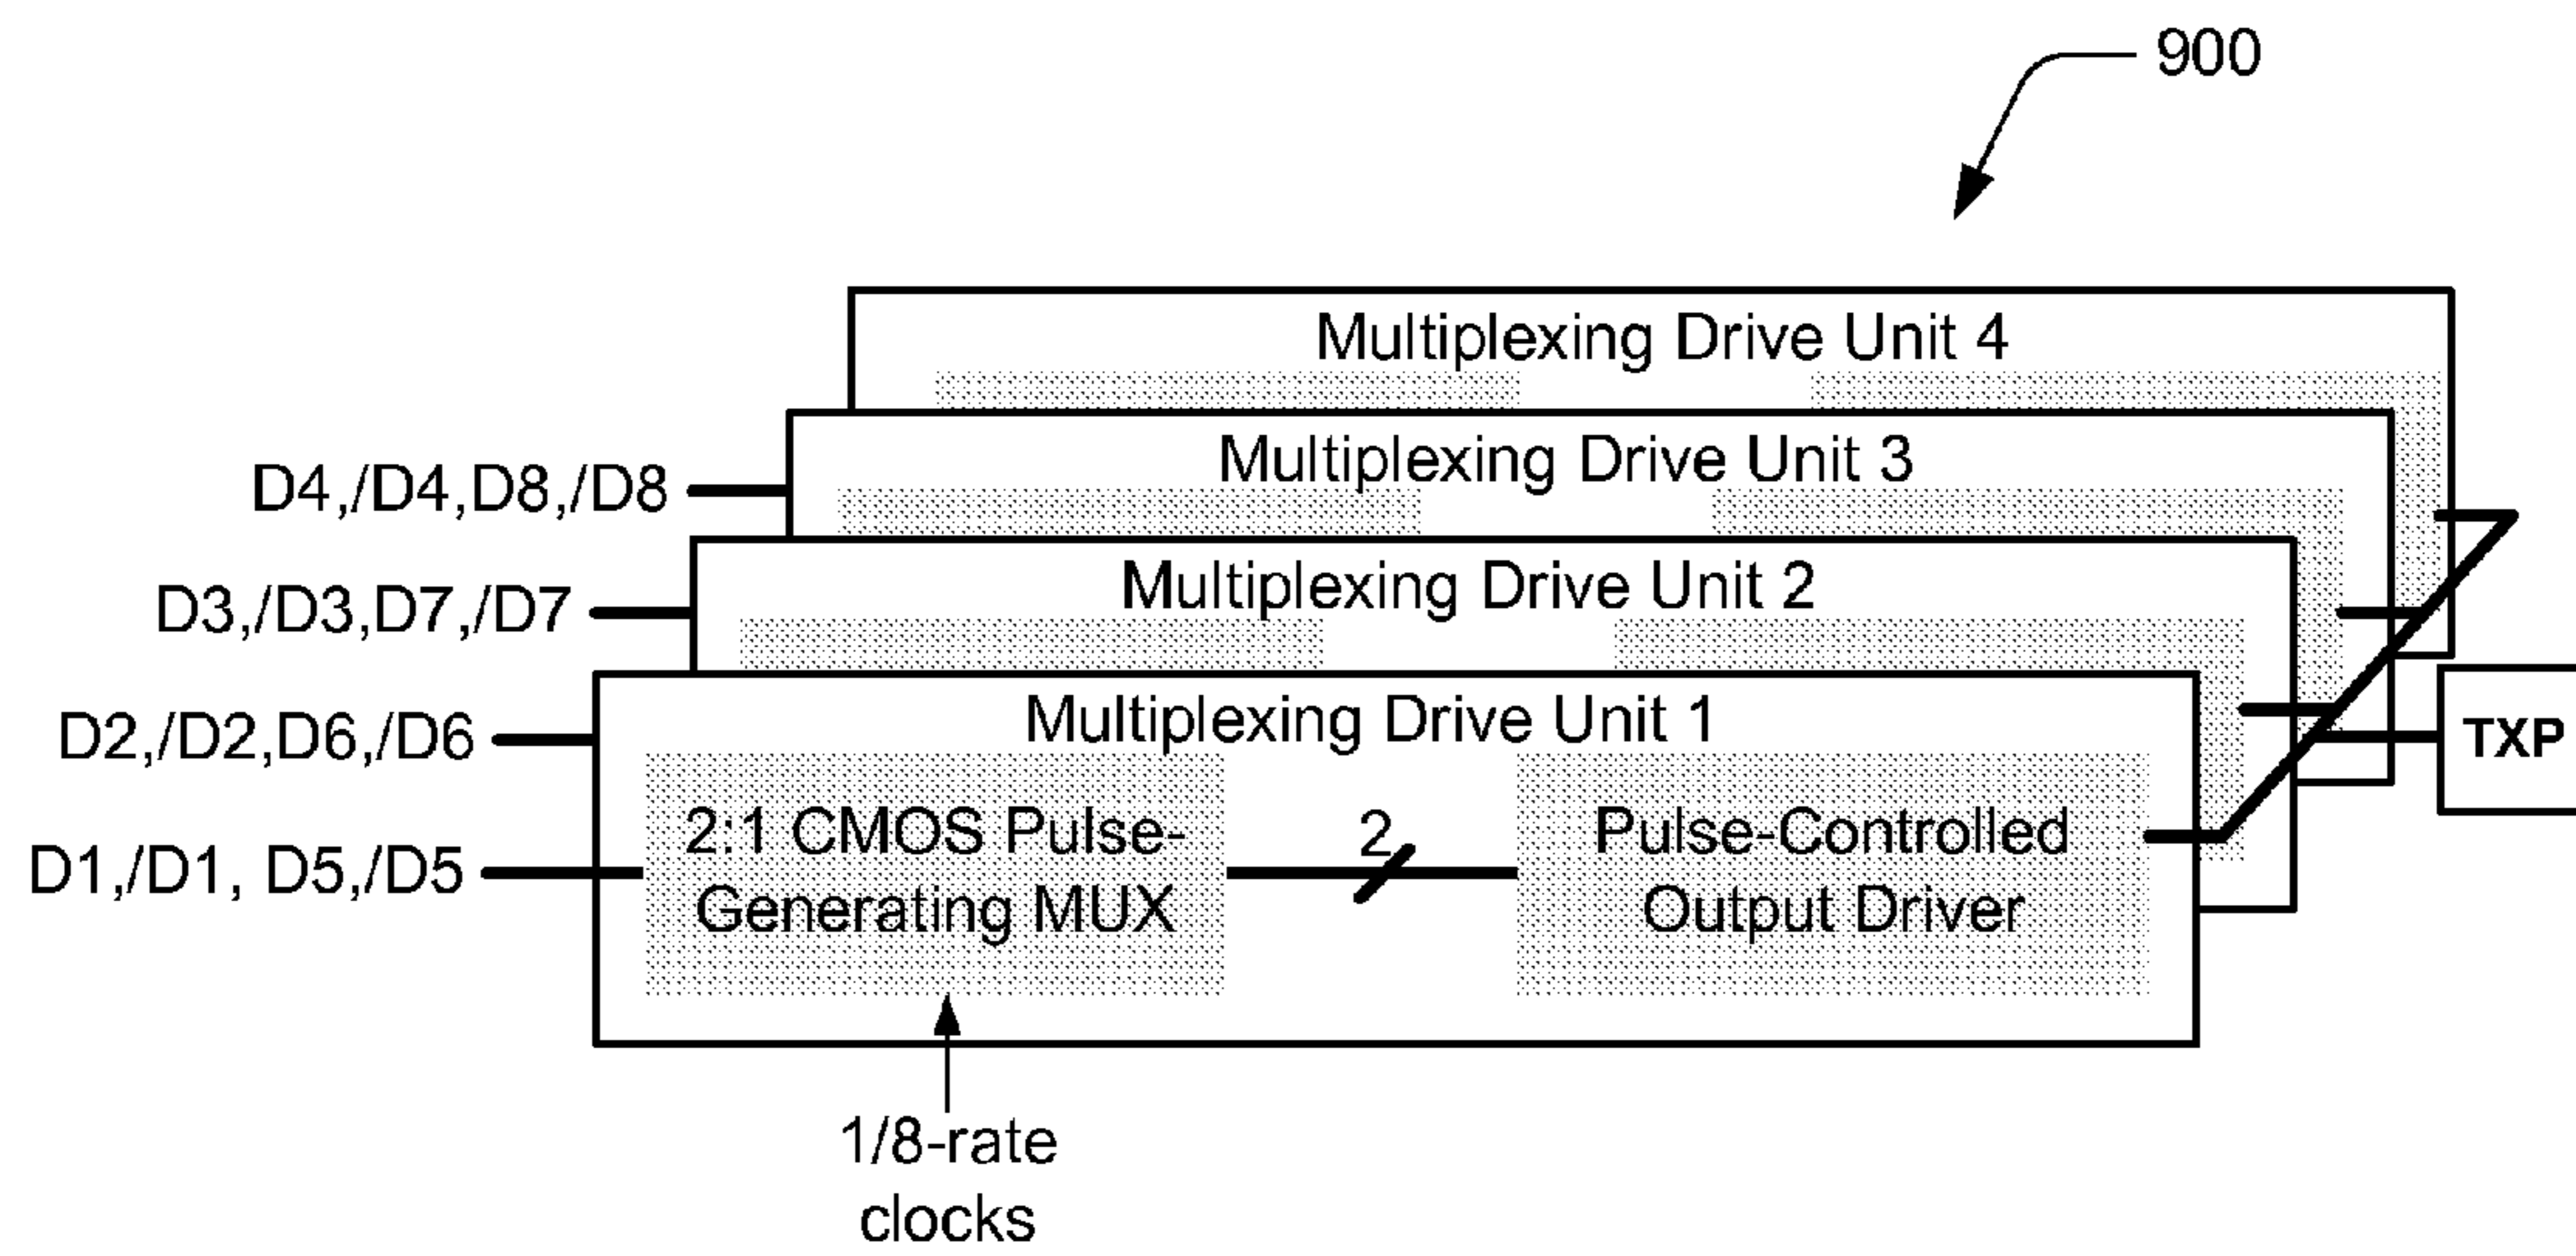 900
Multiplexing Drive Unit 4
Multiplexing Drive Unit 3
D4,/D4,D8,/D8
Multiplexing Drive Unit 2
D3,/D3,D7,/D7
Multiplexing Drive Unit 1
D2,/D2,D6,/D6
TXP
D1,/D1, D5,/D5
2:1 CMOS Pulse-
Generating MUX
2
Pulse-Controlled
Output Driver
1/8-rate
clocks